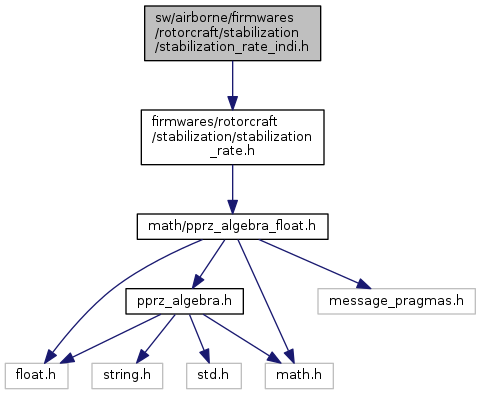 sw/airborne/firmwares
/rotorcraft/stabilization
/stabilization_rate_indi.h
firmwares/rotorcraft
/stabilization/stabilization
_rate.h
math/pprz_algebra_float.h
pprz_algebra.h
message_pragmas.h
float.h
string.h
std.h
math.h